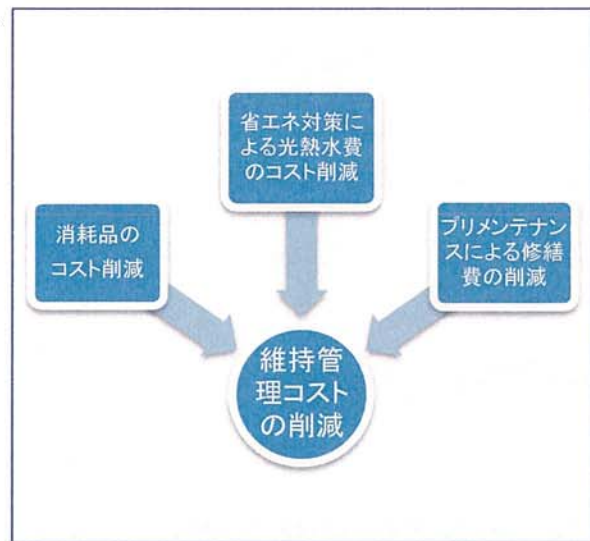 省エネ対策に
よる光熱水費
のコスト削減
消耗品の
コスト削減
プリメンテナン
スによる修繕
費の削減
維持管
理コスト
の削減